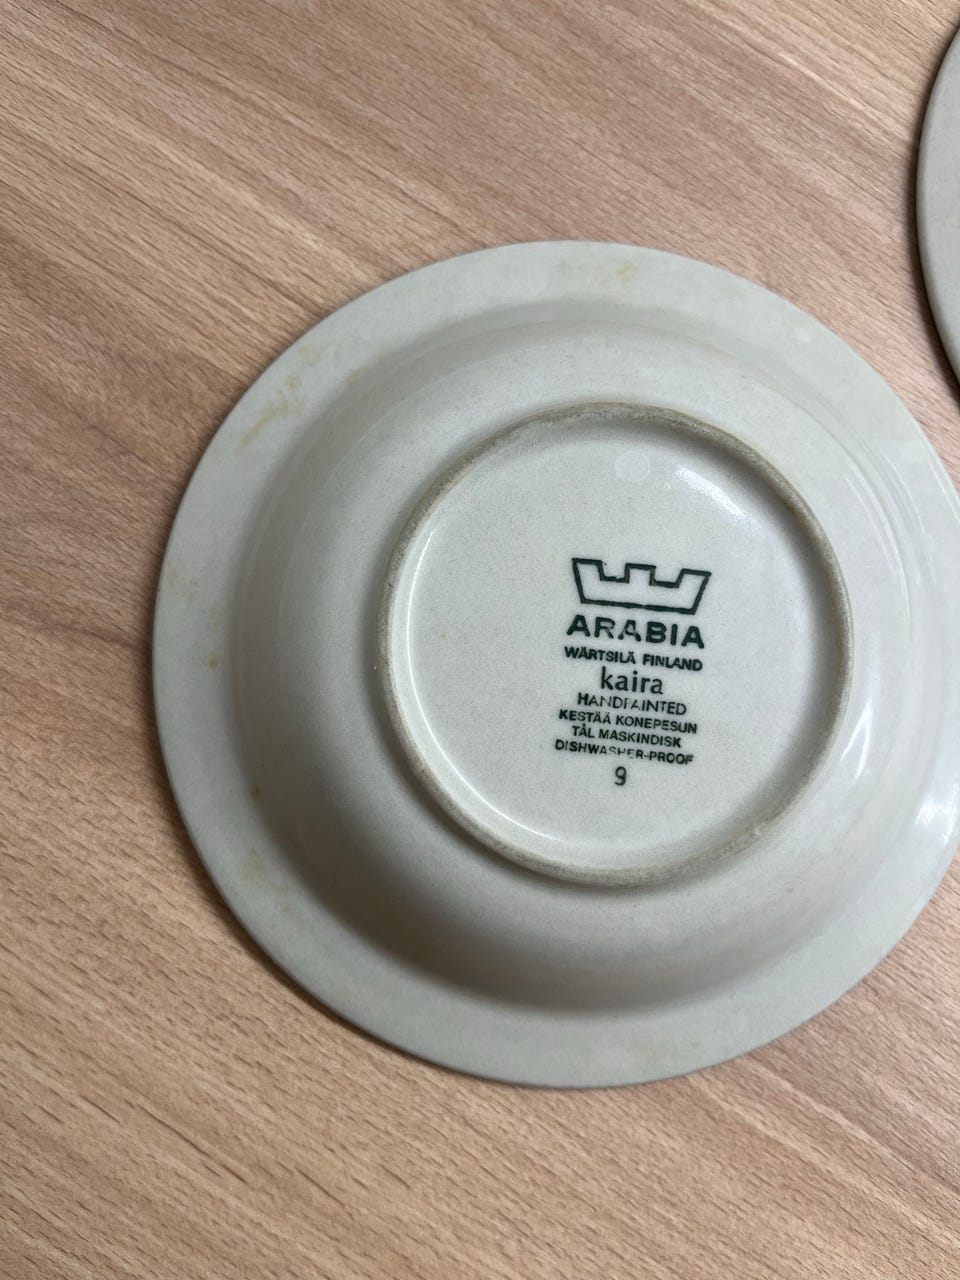 ARABIA
WÄRTSILÄ FINLAND
kaira
HANDPAINTED
KESTÄÄ KONEPESUN
TÅL MASKINDISK
DISHWASHER-PROOF
9